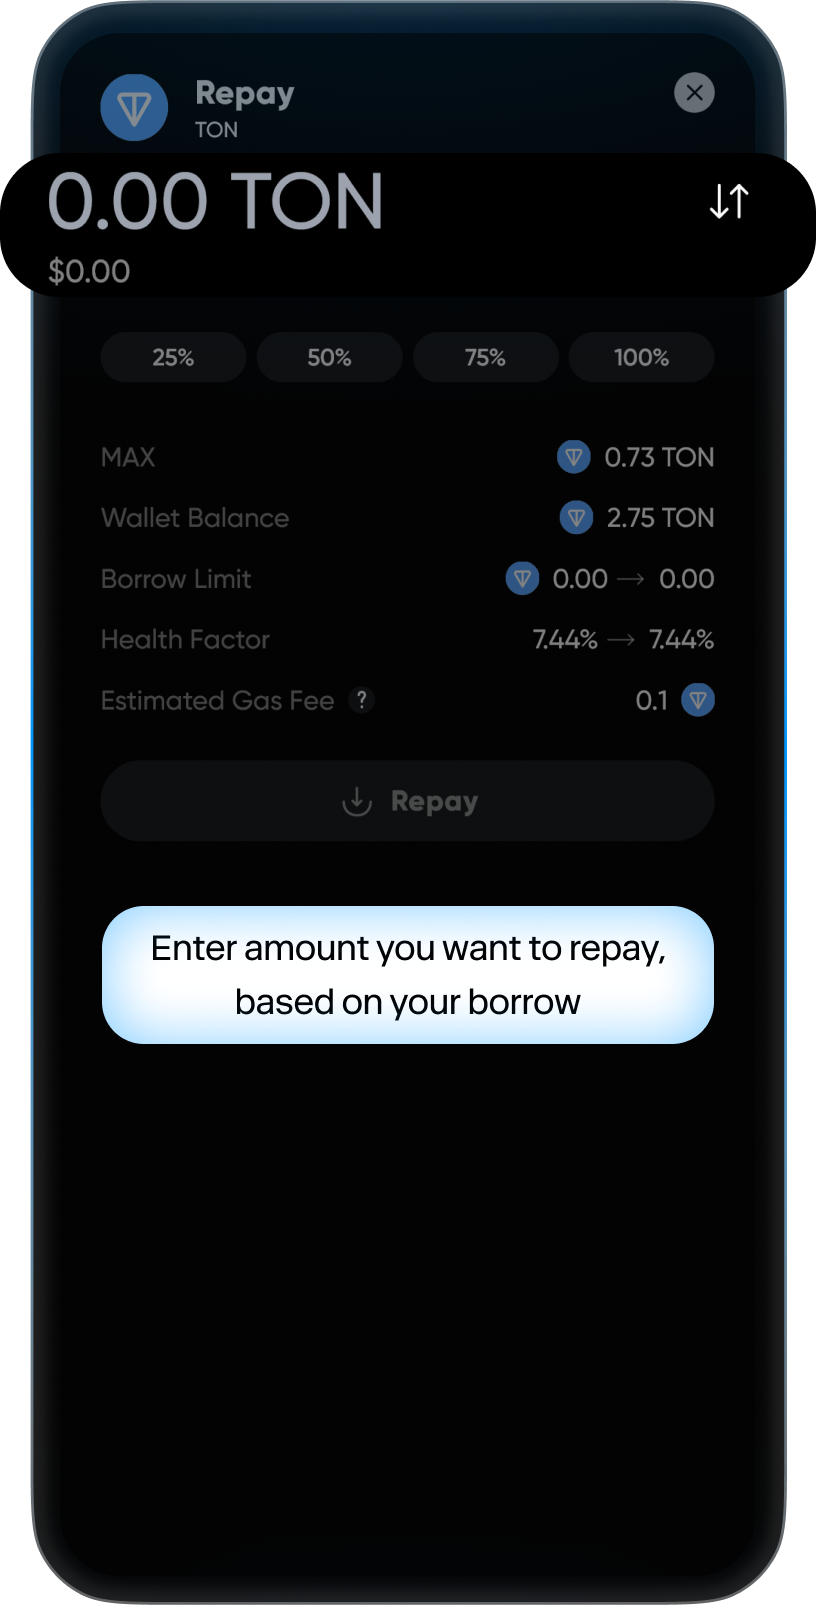 Repay
TON
0.00 TON
$0.00
25% 50% 75% 100%
MAX 0.73 TON
Wallet Balance 2.75 TON
Borrow Limit 0.00 → 0.00
Health Factor 7.44% → 7.44%
Estimated Gas Fee ? 0.1
Repay
Enter amount you want to repay,
based on your borrow